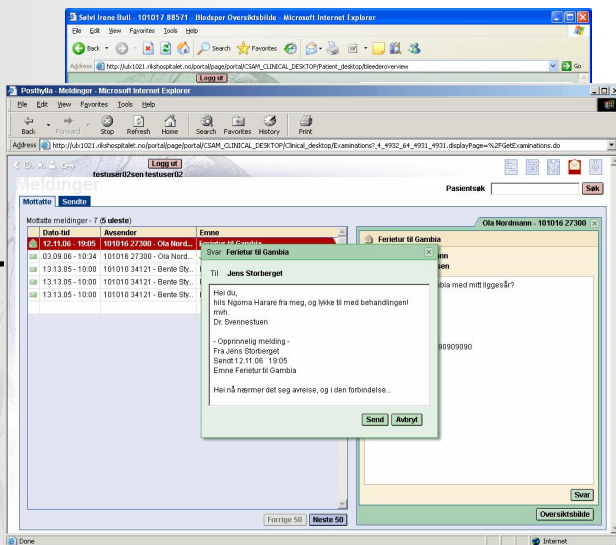 Sølvi Irene Bull - 101017 88571 - Blodspor Oversiktsbilde - Microsoft Internet Explorer
File Edit View Favorites Tools Help
Back Search Favorites
Address http://ulx1021.rikshospitalet.no/portal/page/portal/CSAM_CLINICAL_DESKTOP/Patient_desktop/bleederoverview Go
Logg ut
Posthylla - Meldinger - Microsoft Internet Explorer
File Edit View Favorites Tools Help
Back Forward Stop Refresh Home Search Favorites History Print
Address http://ulx1021.rikshospitalet.no/portal/page/portal/CSAM_CLINICAL_DESKTOP/Clinical_desktop/Examinations?_4_4932_64_4931_4931.displayPage=%2FGetExaminations.do
Logg ut
testuser02sen testuser02
Meldinger
Pasientsøk Søk
Mottatte Sendte
Mottatte meldinger - 7 (5 uleste)
Ola Nordmann - 101016 27300
Dato-tid Avsender Emne
12.11.06 - 19:05 101016 27300 - Ola Nord... Ferietur til Gambia
03.09.06 - 10:34 101016 27300 - Ola Nord...
13.13.05 - 10:00 101010 34121 - Bente Sty...
13.13.05 - 10:00 101010 34121 - Bente Sty...
13.13.05 - 10:00 101010 34121 - Bente Sty...
Svar Ferietur til Gambia
Til Jens Storberget
Hei du,
hils Ngoma Harare fra meg, og lykke til med behandlingen!
mvh.
Dr. Svennestuen
- Opprinnelig melding -
Fra Jens Storberget
Sendt 12.11.06 19:05
Emne Ferietur til Gambia
Hei nå nærmer det seg avreise, og i den forbindelse...
Send Avbryt
Ferietur til Gambia
nn
sen
mbia med mitt liggesår?
90909090
Svar
Forrige 50 Neste 50
Oversiktsbilde
Done Internet